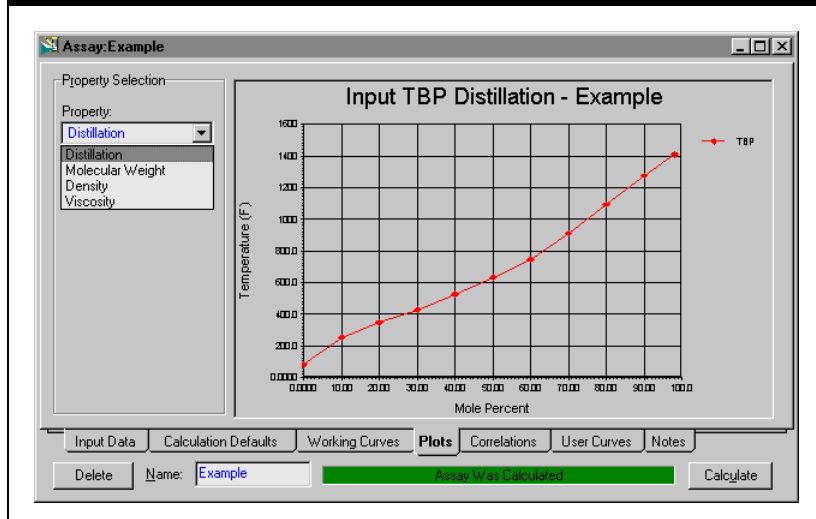 Assay:Example
Property Selection
Property:
Distillation
Distillation
Molecular Weight
Density
Viscosity
Input TBP Distillation - Example
1600
1400
1200
1000
800.0
600.0
400.0
200.0
0.0000
Temperature (F)
0.0000 10.00 20.00 30.00 40.00 50.00 60.00 70.00 80.00 90.00 100.0
Mole Percent
TBP
Input Data Calculation Defaults Working Curves Plots Correlations User Curves Notes
Delete Name: Example Assay Was Calculated Calculate